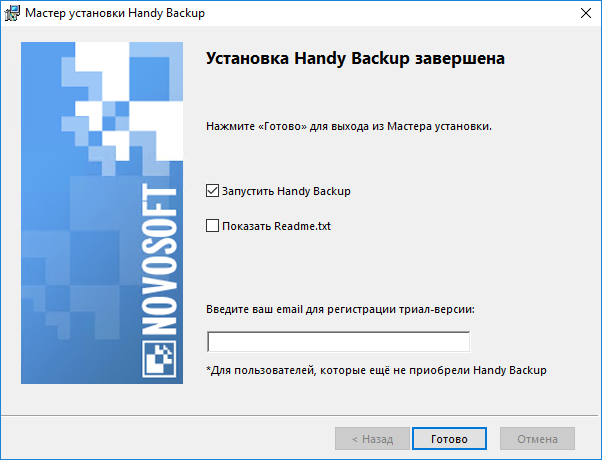 Мастер установки Handy Backup
Установка Handy Backup завершена
Нажмите «Готово» для выхода из Мастера установки.
Запустить Handy Backup
Показать Readme.txt
NOVOSOFT
Введите ваш email для регистрации триал-версии:
*Для пользователей, которые ещё не приобрели Handy Backup
< Назад
Готово
Отмена